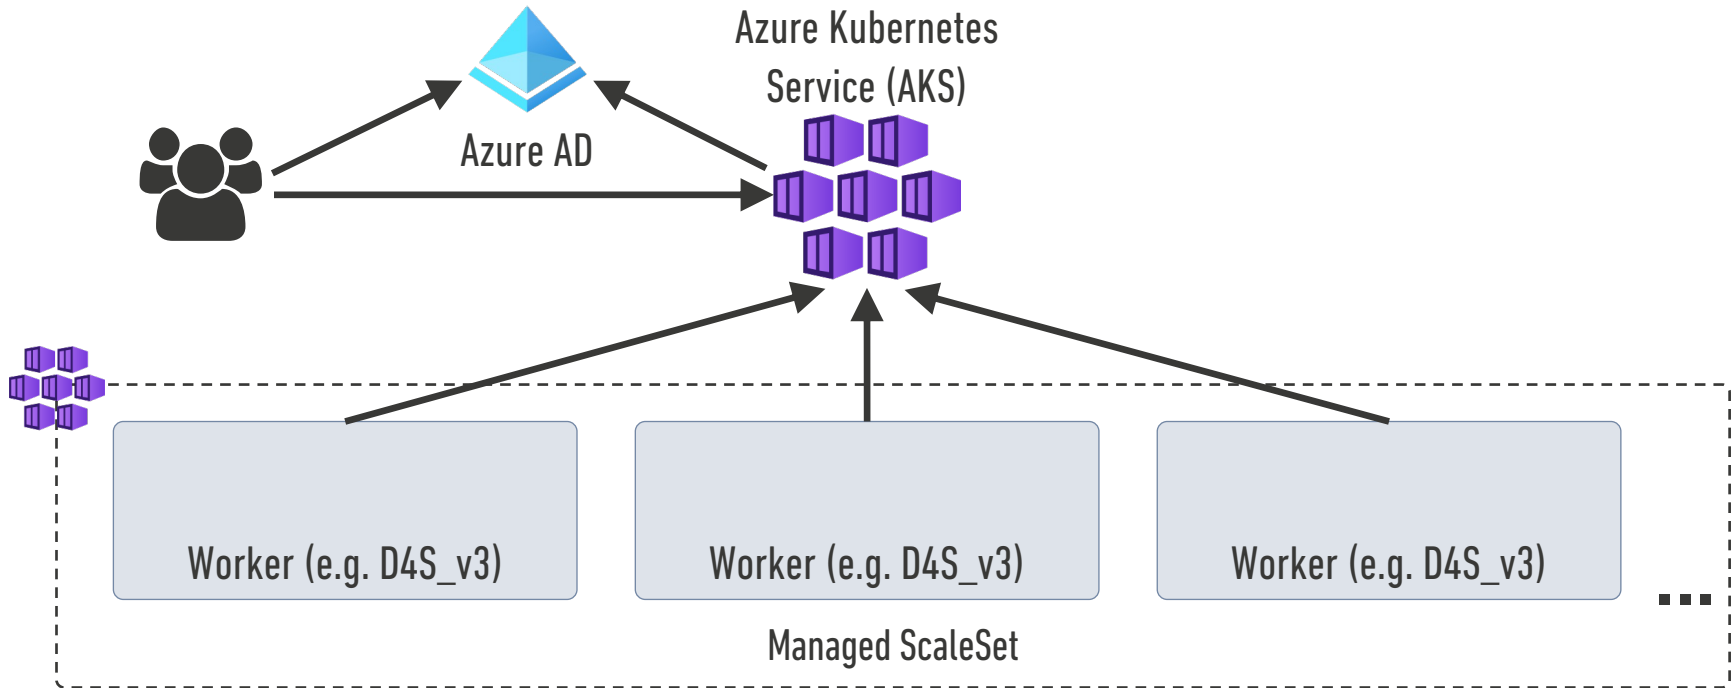 Azure Kubernetes
Service (AKS)
Azure AD
Worker (e.g. D4S_v3)
Worker (e.g. D4S_v3)
Worker (e.g. D4S_v3)
...
Managed ScaleSet